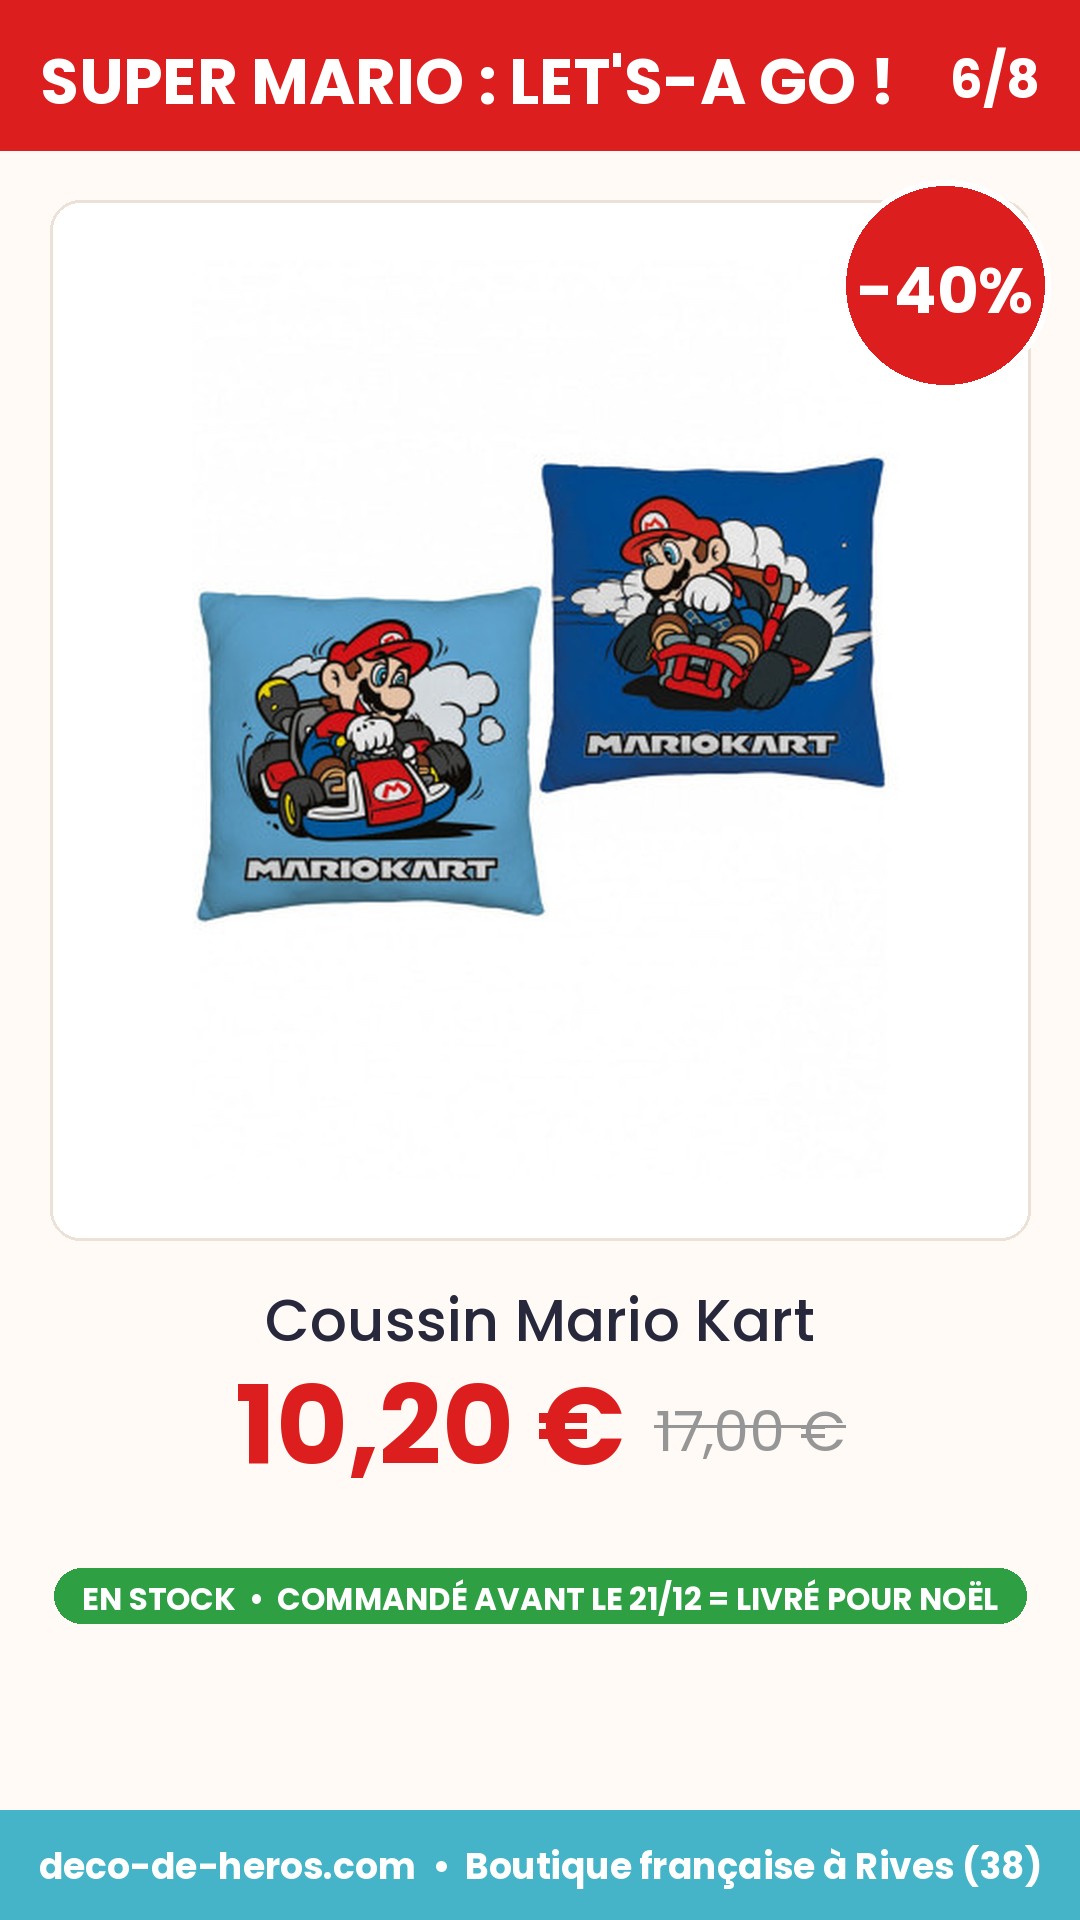 SUPER MARIO : LET'S-A GO !
6/8
-40%
MARIOKART
MARIOKART
Coussin Mario Kart
10,20 € 17,00 €
EN STOCK • COMMANDÉ AVANT LE 21/12 = LIVRÉ POUR NOËL
deco-de-heros.com • Boutique française à Rives (38)